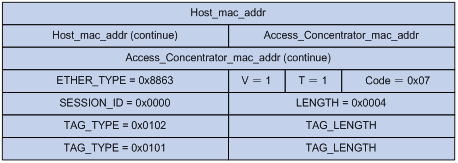 Host_mac_addr
Host_mac_addr (continue) Access_Concentrator_mac_addr
Access_Concentrator_mac_addr (continue)
ETHER_TYPE = 0x8863 V = 1 T = 1 Code = 0x07
SESSION_ID = 0x0000 LENGTH = 0x0004
TAG_TYPE = 0x0102 TAG_LENGTH
TAG_TYPE = 0x0101 TAG_LENGTH